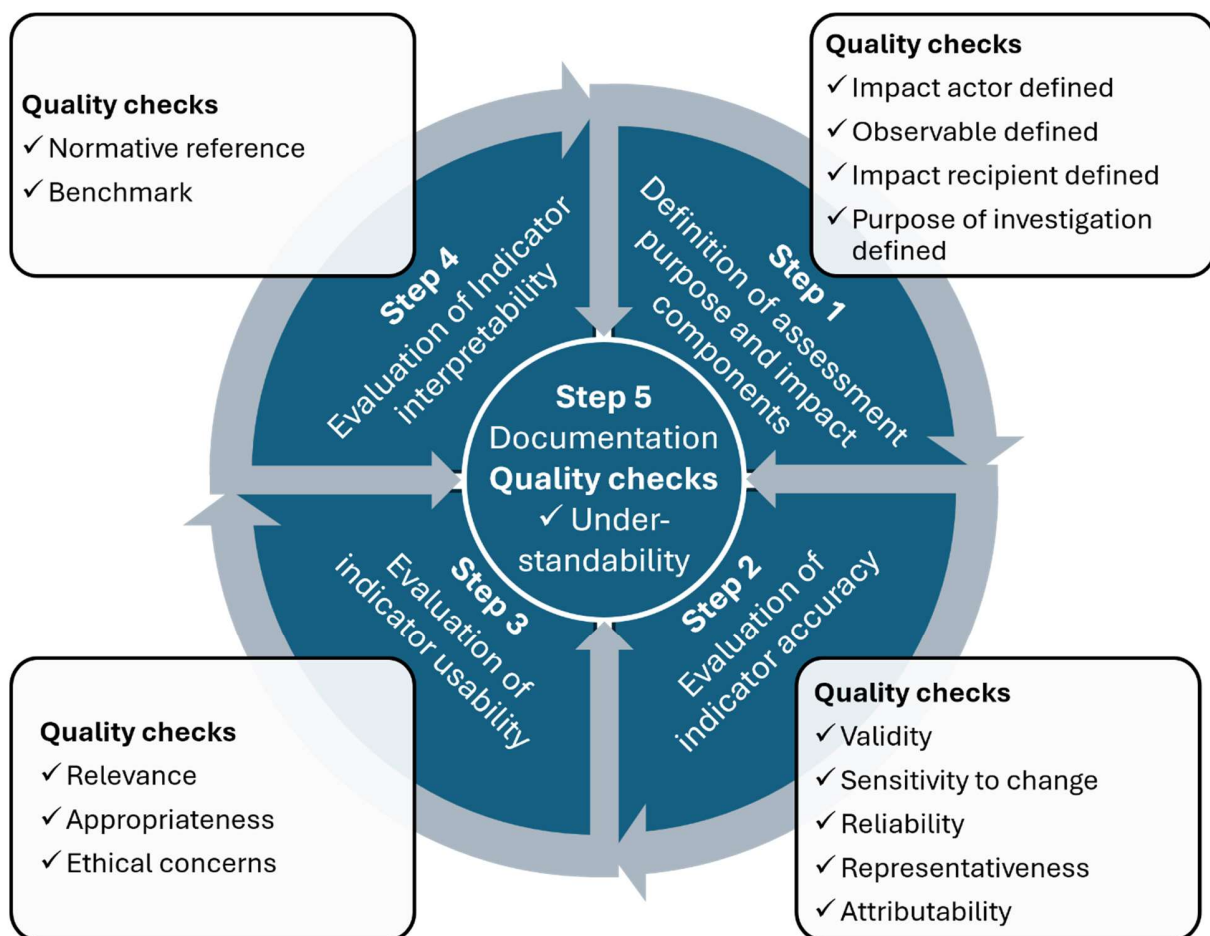 Quality checks
✓ Normative reference
✓ Benchmark
Quality checks
✓ Impact actor defined
✓ Observable defined
✓ Impact recipient defined
✓ Purpose of investigation
defined
Step 4
Evaluation of Indicator
interpretability
Step 1
Definition of assessment
purpose and impact
components
Step 5
Documentation
Quality checks
✓ Under-
standability
Step 3
Evaluation of
indicator usability
Step 2
Evaluation of
indicator accuracy
Quality checks
✓ Relevance
✓ Appropriateness
✓ Ethical concerns
Quality checks
✓ Validity
✓ Sensitivity to change
✓ Reliability
✓ Representativeness
✓ Attributability